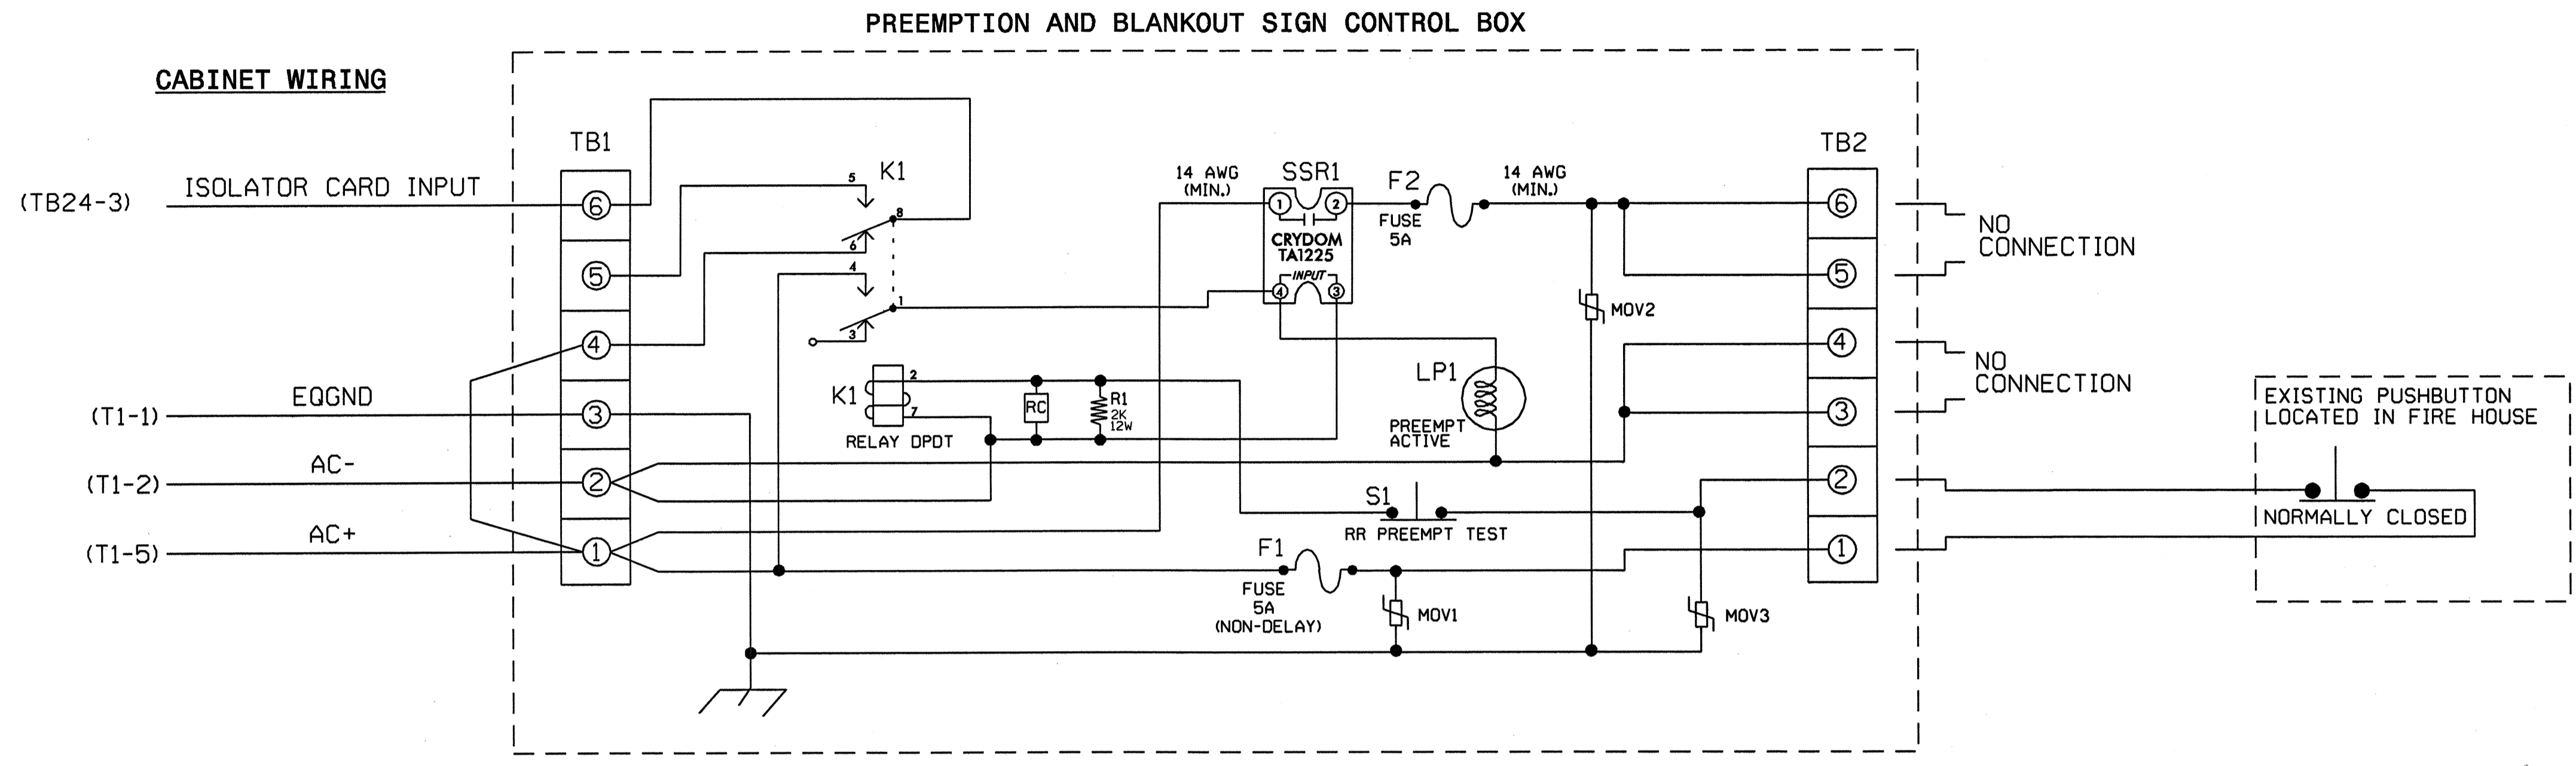 PREEMPTION AND BLANKOUT SIGN CONTROL BOX
CABINET WIRING
TB1
TB2
(TB24-3)
ISOLATOR CARD INPUT
6
5
4
3
2
1
EQGND
(T1-1)
AC-
(T1-2)
AC+
(T1-5)
K1
5
8
6
4
1
3
K1
2
7
RELAY DPDT
RC
R1
2K
12W
14 AWG
(MIN.)
SSR1
1
2
CRYDOM
TA1225
INPUT
4
3
F2
FUSE
5A
14 AWG
(MIN.)
MOV2
LP1
PREEMPT
ACTIVE
S1
RR PREEMPT TEST
F1
FUSE
5A
(NON-DELAY)
MOV1
MOV3
6
5
4
3
2
1
NO
CONNECTION
NO
CONNECTION
EXISTING PUSHBUTTON
LOCATED IN FIRE HOUSE
NORMALLY CLOSED